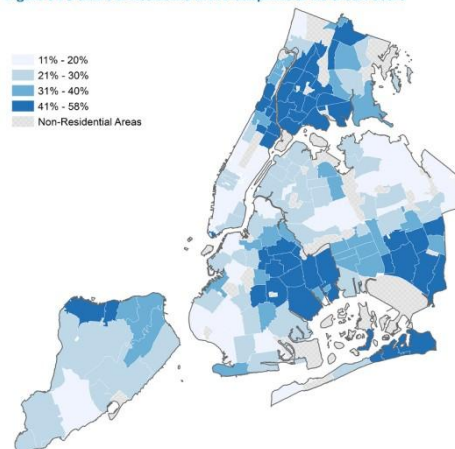 11% - 20%
21% - 30%
31% - 40%
41% - 58%
Non-Residential Areas